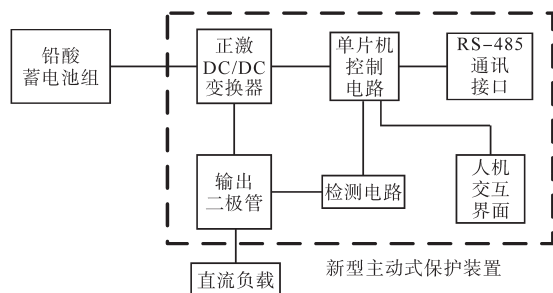 铅酸
蓄电池组
正激
DC/DC
变换器
单片机
控制
电路
RS-485
通讯
接口
输出
二极管
检测电路
人机
交互
界面
直流负载
新型主动式保护装置